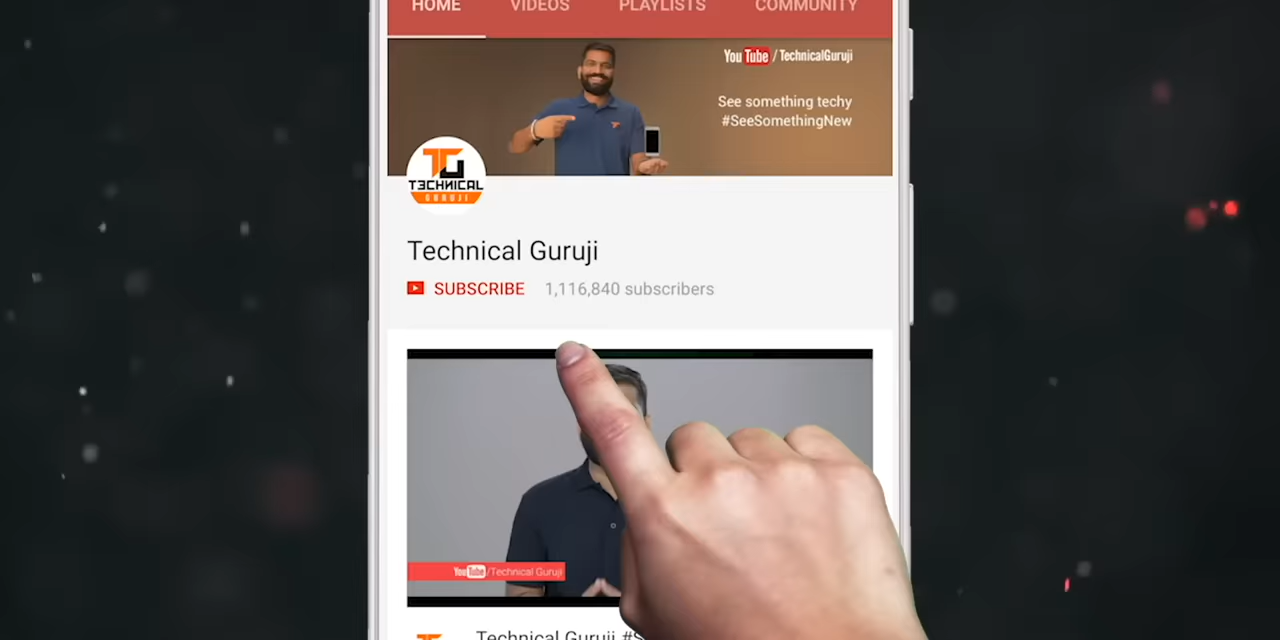 HOME VIDEOS PLAYLISTS COMMUNITY
YouTube / TechnicalGuruji
See something techy
#SeeSomethingNew
TG
TECHNICAL
GURUJI
Technical Guruji
SUBSCRIBE 1,116,840 subscribers
YouTube /Technical Guruji
Technical Guruji #S